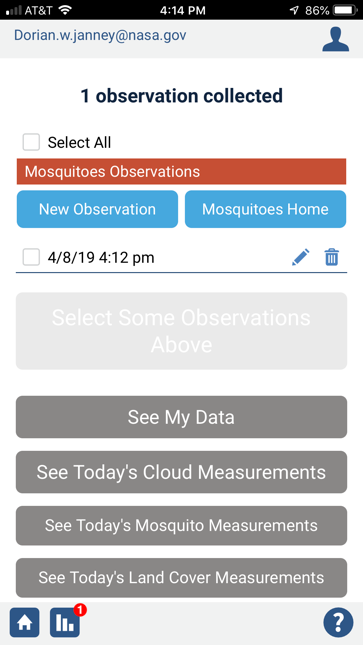 AT&T 4:14 PM 86%
Dorian.w.janney@nasa.gov
1 observation collected
Select All
Mosquitoes Observations
New Observation Mosquitoes Home
4/8/19 4:12 pm
Select Some Observations
Above
See My Data
See Today's Cloud Measurements
See Today's Mosquito Measurements
See Today's Land Cover Measurements
1
?